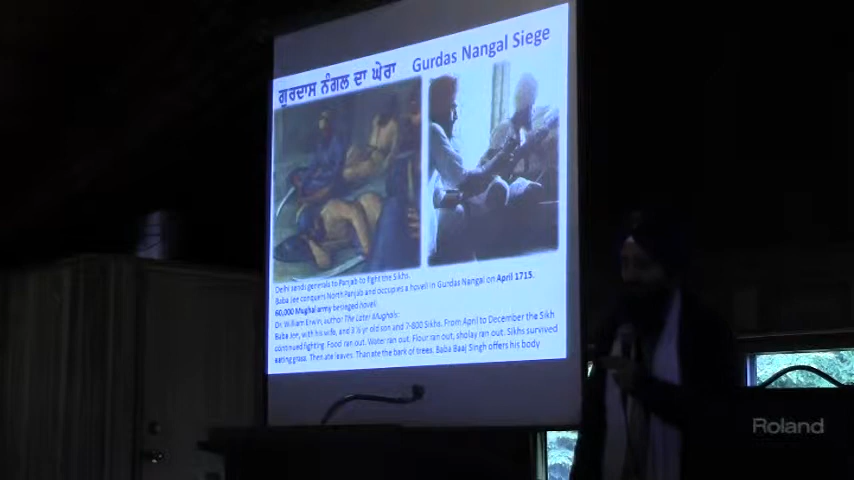 ਗੁਰਦਾਸ ਨੰਗਲ ਦਾ ਘੇਰਾ Gurdas Nangal Siege
Delhi sends generals to Panjab to fight the Sikhs.
Baba Jee conquers North Panjab and occupies a hovell in Gurdas Nangal on April 1715.
60,000 Mughal army besieged hovel
Dr. William Erwin, author The Later Mughals:
Baba Jee, with his wife, and 3 ½ yr old son and 7-800 Sikhs. From April to December the Sikh
continued fighting. Food ran out. Water ran out. Flour ran out, sholay ran out. Sikhs survived
eating grass. Then ate leaves. Than ate the bark of trees. Baba Baaj Singh offers his body
Roland